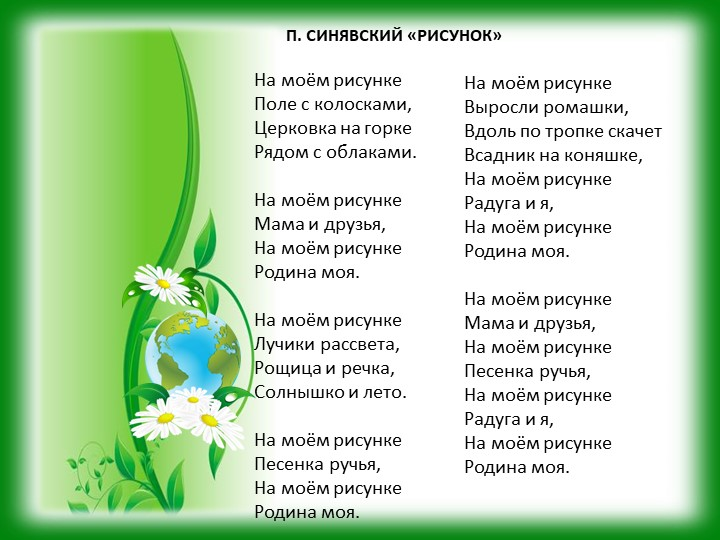 П. СИНЯВСКИЙ «РИСУНОК»
На моём рисунке
Поле с колосками,
Церковка на горке
Рядом с облаками.
На моём рисунке
Мама и друзья,
На моём рисунке
Родина моя.
На моём рисунке
Лучики рассвета,
Рощица и речка,
Солнышко и лето.
На моём рисунке
Песенка ручья,
На моём рисунке
Родина моя.
На моём рисунке
Выросли ромашки,
Вдоль по тропке скачет
Всадник на коняшке,
На моём рисунке
Радуга и я,
На моём рисунке
Родина моя.
На моём рисунке
Мама и друзья,
На моём рисунке
Песенка ручья,
На моём рисунке
Радуга и я,
На моём рисунке
Родина моя.